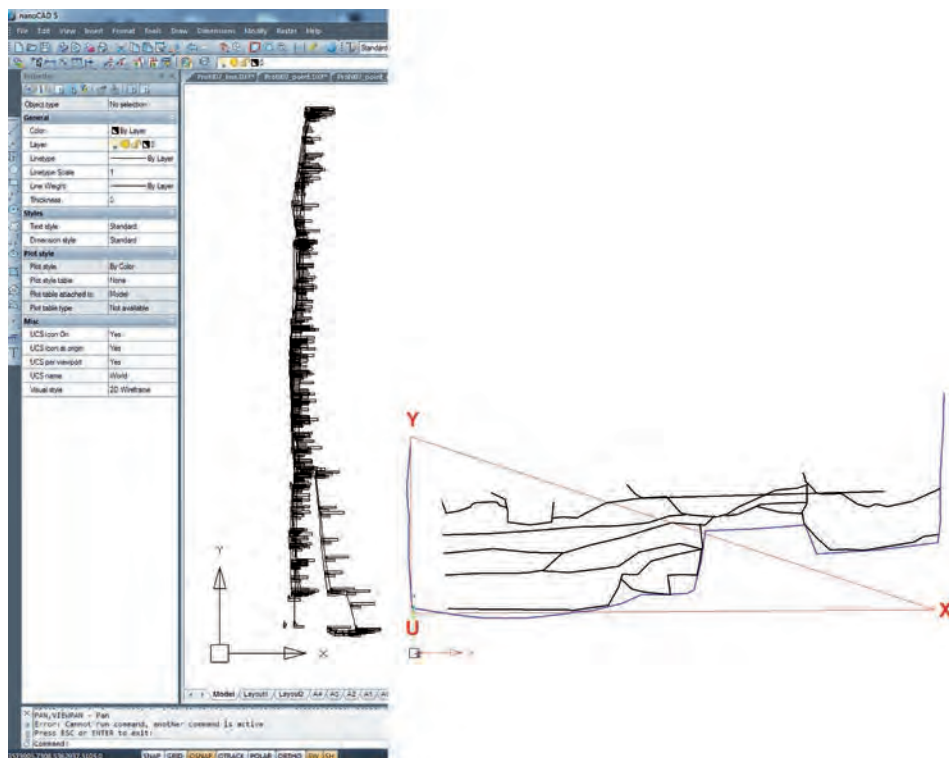 nanoCAD 5
File Edit View Insert Format Tools Draw Dimensions Modify Raster Help
Standard
Properties
Object type No selection
General
Color By Layer
Layer
Linetype By Layer
Linetype Scale 1
Line Weight By Layer
Thickness
Styles
Text style Standard
Dimension style Standard
Plot style
Plot style By Color
Plot style table None
Plot table attached to Model
Plot table type Not available
Misc
UCS icon On Yes
UCS icon at origin Yes
UCS per viewport Yes
UCS name World
Visual style 2D Wireframe
Y
X
Model Layout1 Layout2 A4 A3 A2 A1
PAN,VIEWPAN - Pan
Error: Cannot run command, another command is active
Press ESC or ENTER to exit:
Command:
SNAP GRID OSNAP OTRACK POLAR ORTHO
Y
U
X